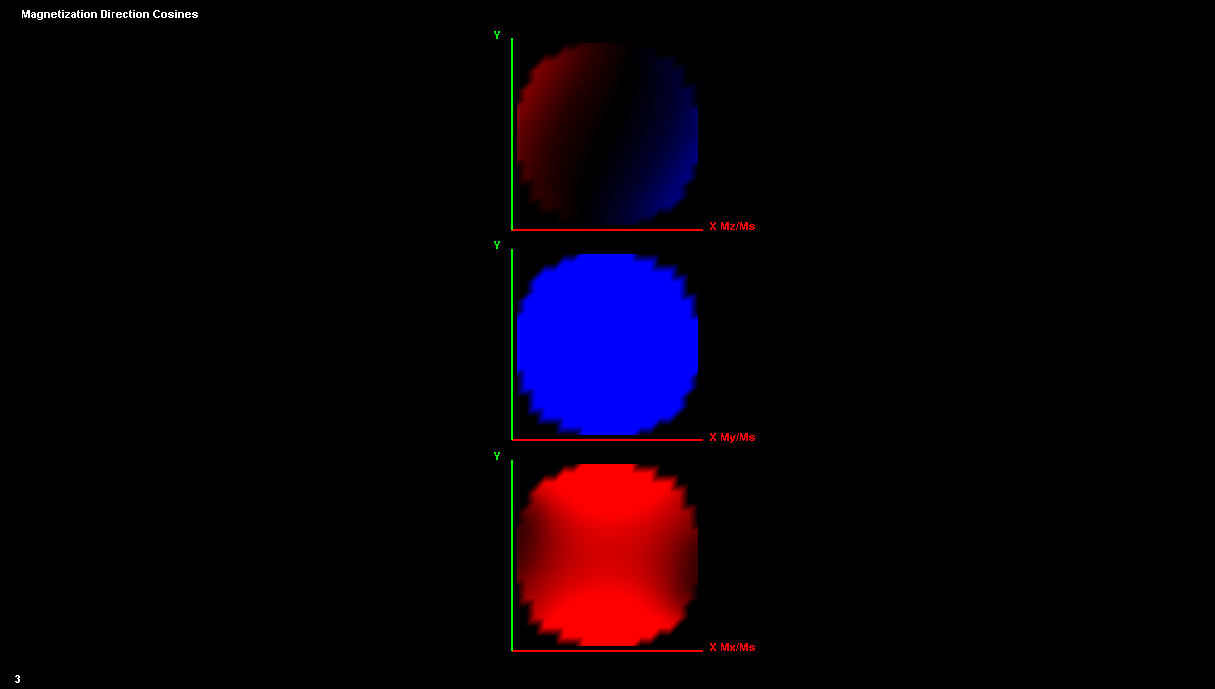 Magnetization Direction Cosines
Y
X Mz/Ms
Y
X My/Ms
Y
X Mx/Ms
3